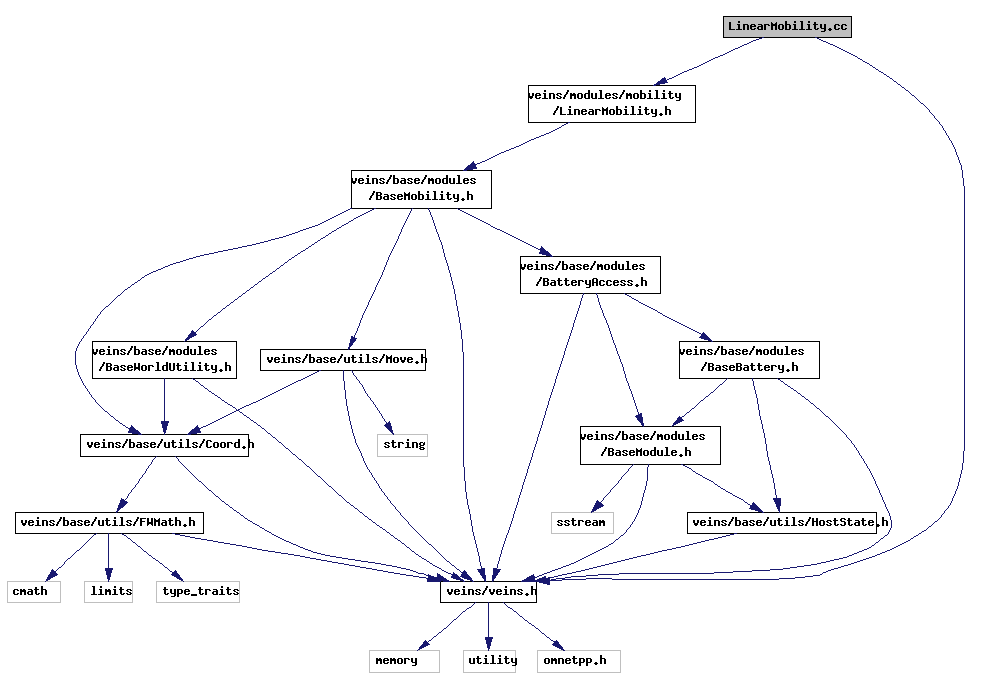 LinearMobility.cc
veins/modules/mobility
/LinearMobility.h
veins/base/modules
/BaseMobility.h
veins/base/modules
/BatteryAccess.h
veins/base/modules
/BaseWorldUtility.h
veins/base/utils/Move.h
veins/base/modules
/BaseBattery.h
veins/base/utils/Coord.h
string
veins/base/modules
/BaseModule.h
veins/base/utils/FWMath.h
sstream
veins/base/utils/HostState.h
cmath
limits
type_traits
veins/veins.h
memory
utility
omnetpp.h